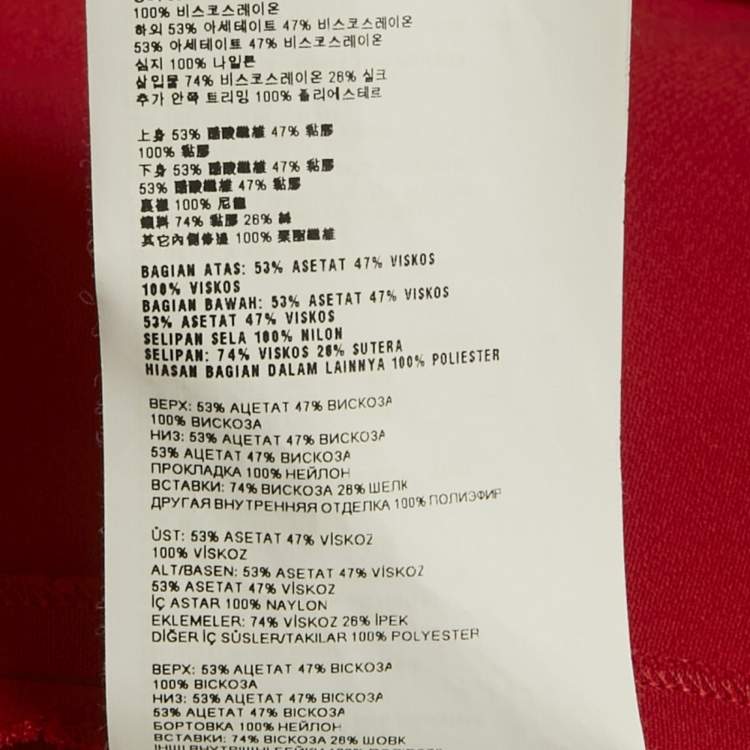 100% 비스코스레이온
하의 53% 아세테이트 47% 비스코스레이온
53% 아세테이트 47% 비스코스레이온
심지 100% 나일론
삽입물 74% 비스코스레이온 26% 실크
추가 안쪽 트리밍 100% 폴리에스테르
上身 53% 醋酸纖維 47% 黏膠
100% 黏膠
下身 53% 醋酸纖維 47% 黏膠
53% 醋酸纖維 47% 黏膠
裏襯 100% 尼龍
鑲料 74% 黏膠 26% 絲
其它內側修邊 100% 聚酯纖維
BAGIAN ATAS: 53% ASETAT 47% VISKOS
100% VISKOS
BAGIAN BAWAH: 53% ASETAT 47% VISKOS
53% ASETAT 47% VISKOS
SELIPAN SELA 100% NILON
SELIPAN: 74% VISKOS 26% SUTERA
HIASAN BAGIAN DALAM LAINNYA 100% POLIESTER
ВЕРХ: 53% АЦЕТАТ 47% ВИСКОЗА
100% ВИСКОЗА
НИЗ: 53% АЦЕТАТ 47% ВИСКОЗА
53% АЦЕТАТ 47% ВИСКОЗА
ПРОКЛАДКА 100% НЕЙЛОН
ВСТАВКИ: 74% ВИСКОЗА 26% ШЕЛК
ДРУГАЯ ВНУТРЕННЯЯ ОТДЕЛКА 100% ПОЛИЭФИР
ÜST: 53% ASETAT 47% VİSKOZ
100% VİSKOZ
ALT/BASEN: 53% ASETAT 47% VİSKOZ
53% ASETAT 47% VİSKOZ
İÇ ASTAR 100% NAYLON
EKLEMELER: 74% VİSKOZ 26% İPEK
DİĞER İÇ SÜSLER/TAKILAR 100% POLYESTER
ВЕРХ: 53% АЦЕТАТ 47% ВІСКОЗА
100% ВІСКОЗА
НИЗ: 53% АЦЕТАТ 47% ВІСКОЗА
53% АЦЕТАТ 47% ВІСКОЗА
БОРТОВКА 100% НЕЙЛОН
ВСТАВКИ: 74% ВІСКОЗА 26% ШОВК